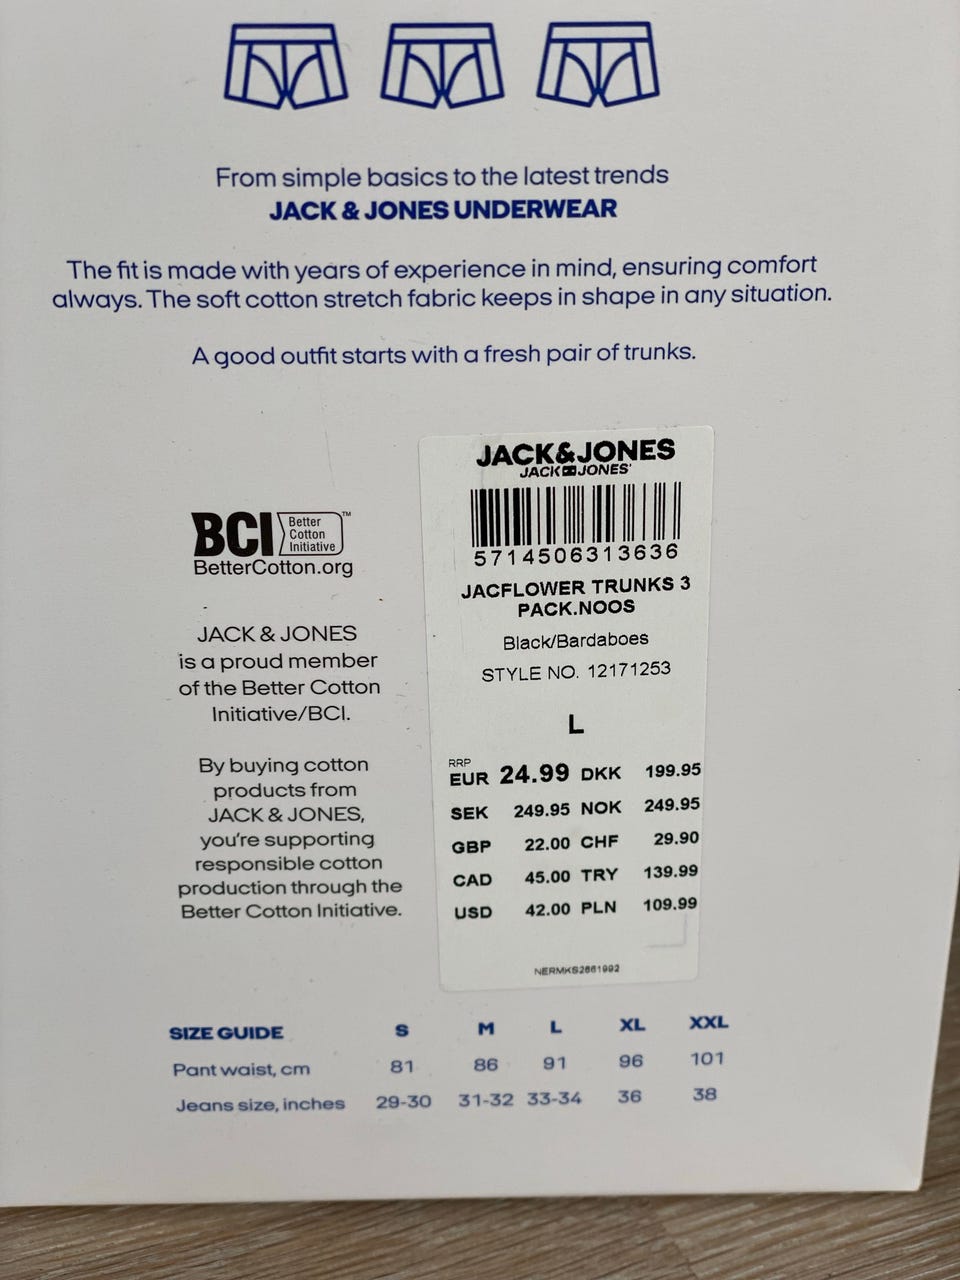 From simple basics to the latest trends
JACK & JONES UNDERWEAR
The fit is made with years of experience in mind, ensuring comfort
always. The soft cotton stretch fabric keeps in shape in any situation.
A good outfit starts with a fresh pair of trunks.
BCI Better Cotton Initiative™
BetterCotton.org
JACK & JONES
is a proud member
of the Better Cotton
Initiative/BCI.
By buying cotton
products from
JACK & JONES,
you're supporting
responsible cotton
production through the
Better Cotton Initiative.
JACK&JONES
JACK JONES
5714506313636
JACFLOWER TRUNKS 3
PACK.NOOS
Black/Bardaboes
STYLE NO. 12171253
L
RRP
EUR 24.99 DKK 199.95
SEK 249.95 NOK 249.95
GBP 22.00 CHF 29.90
CAD 45.00 TRY 139.99
USD 42.00 PLN 109.99
NERMKS2661992
SIZE GUIDE S M L XL XXL
Pant waist, cm 81 86 91 96 101
Jeans size, inches 29-30 31-32 33-34 36 38